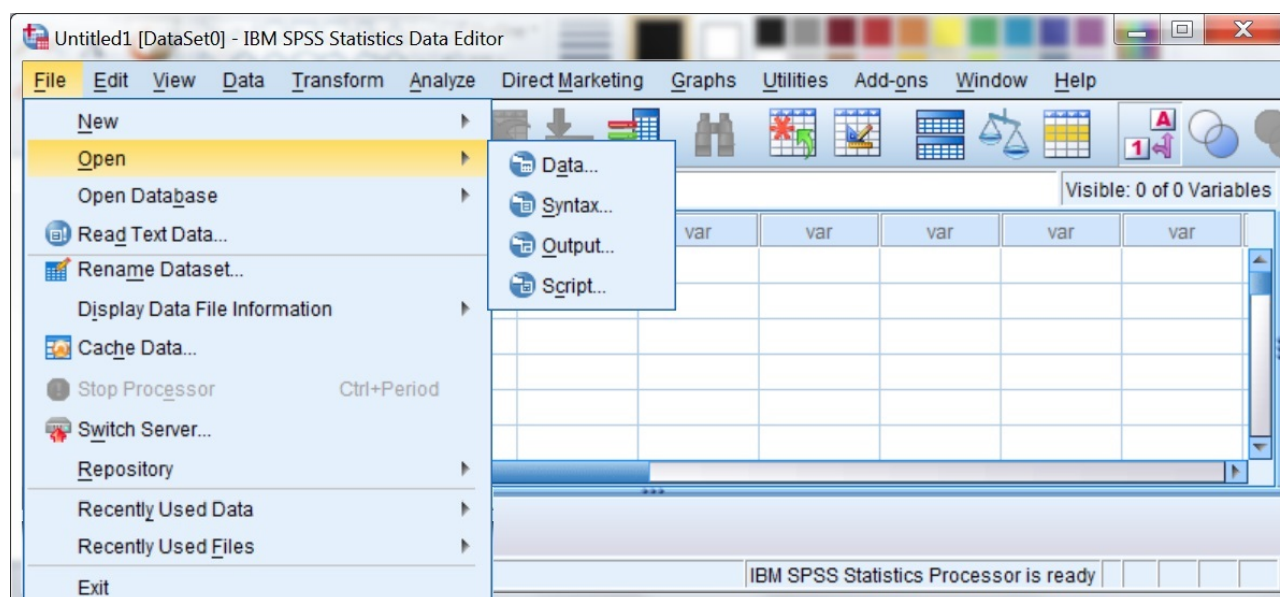 Untitled1 [DataSet0] - IBM SPSS Statistics Data Editor
File Edit View Data Transform Analyze Direct Marketing Graphs Utilities Add-ons Window Help
New
Open
Open Database
Read Text Data...
Rename Dataset...
Display Data File Information
Cache Data...
Stop Processor Ctrl+Period
Switch Server...
Repository
Recently Used Data
Recently Used Files
Exit
Data...
Syntax...
Output...
Script...
A
1
Visible: 0 of 0 Variables
var var var var var
IBM SPSS Statistics Processor is ready